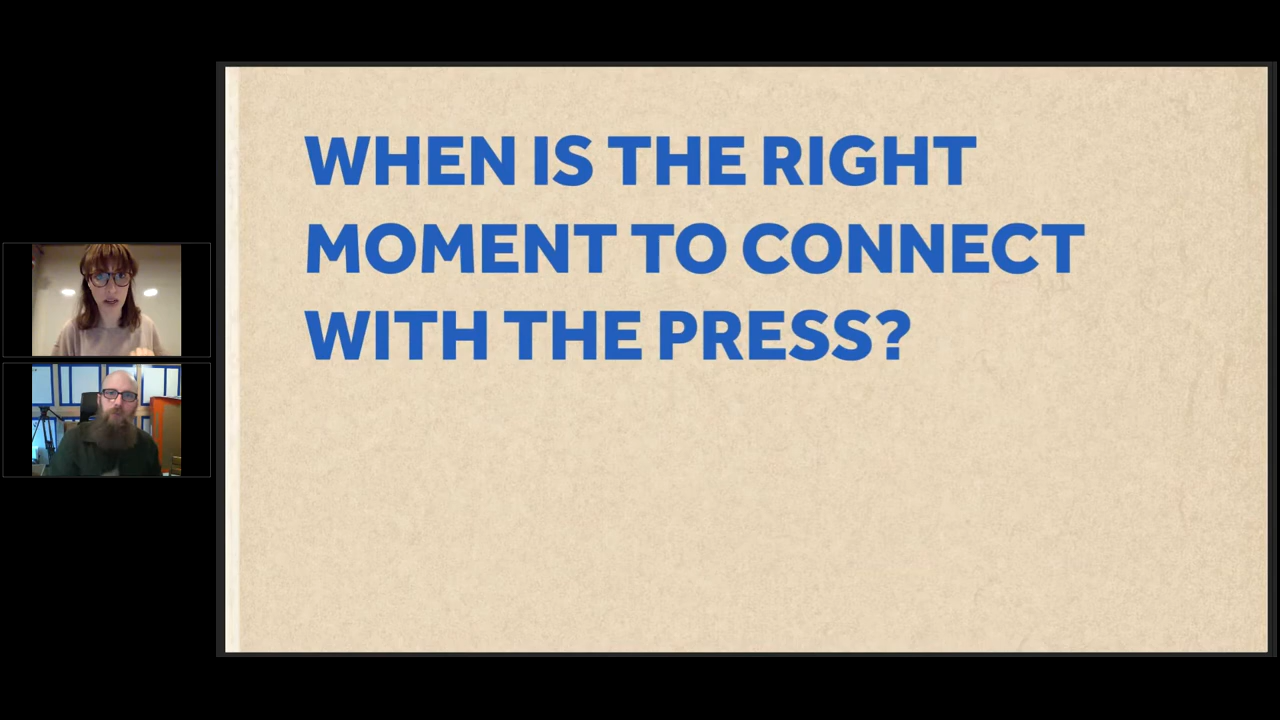 WHEN IS THE RIGHT
MOMENT TO CONNECT
WITH THE PRESS?